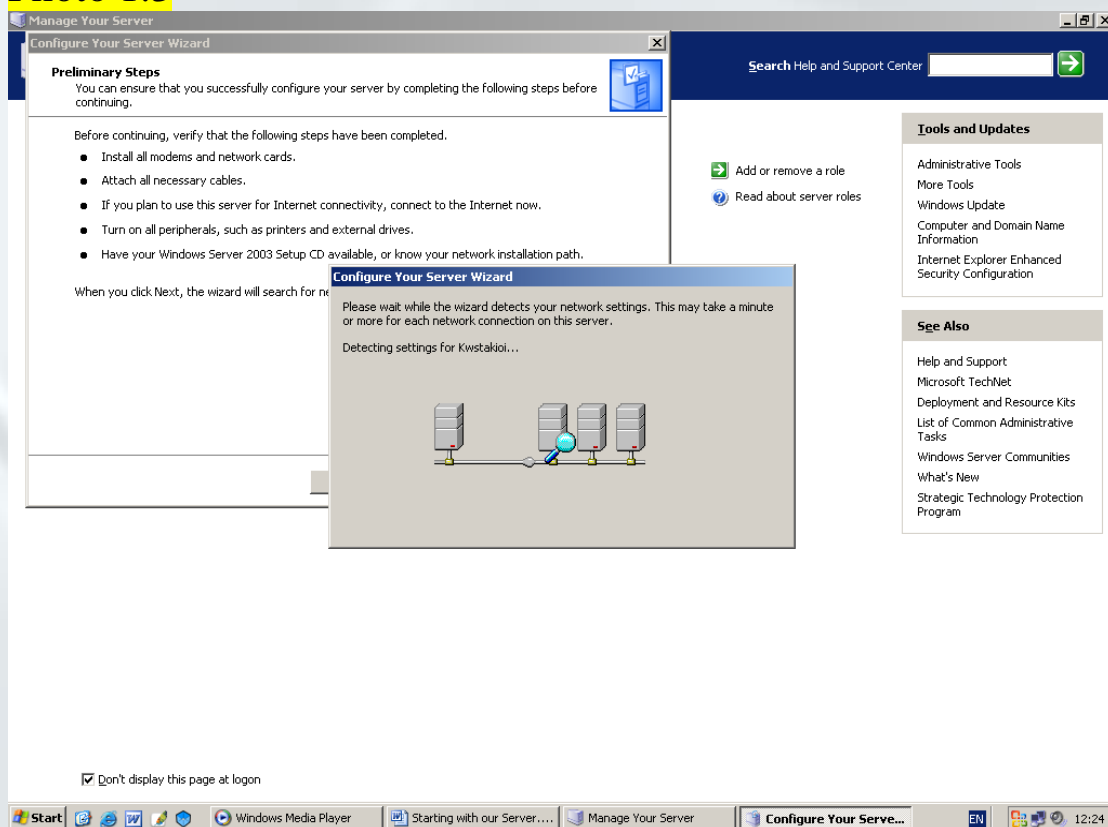 Manage Your Server
Configure Your Server Wizard
Preliminary Steps
You can ensure that you successfully configure your server by completing the following steps before
continuing.
Before continuing, verify that the following steps have been completed.
Install all modems and network cards.
Attach all necessary cables.
If you plan to use this server for Internet connectivity, connect to the Internet now.
Turn on all peripherals, such as printers and external drives.
Have your Windows Server 2003 Setup CD available, or know your network installation path.
When you click Next, the wizard will search for
Configure Your Server Wizard
Please wait while the wizard detects your network settings. This may take a minute
or more for each network connection on this server.
Detecting settings for Kwstakioi...
Search Help and Support Center
Add or remove a role
Read about server roles
Tools and Updates
Administrative Tools
More Tools
Windows Update
Computer and Domain Name
Information
Internet Explorer Enhanced
Security Configuration
See Also
Help and Support
Microsoft TechNet
Deployment and Resource Kits
List of Common Administrative
Tasks
Windows Server Communities
What's New
Strategic Technology Protection
Program
Don't display this page at logon
Start
Windows Media Player
Starting with our Server....
Manage Your Server
Configure Your Serve...
EN
12:24